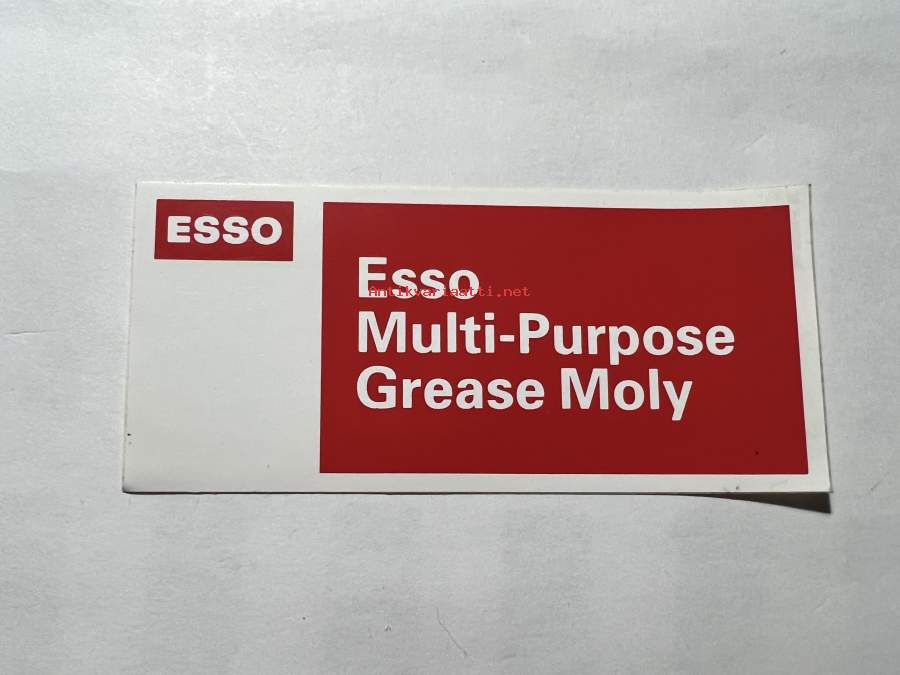 ESSO
Esso
Antikvariaatti.net
Multi-Purpose
Grease Moly